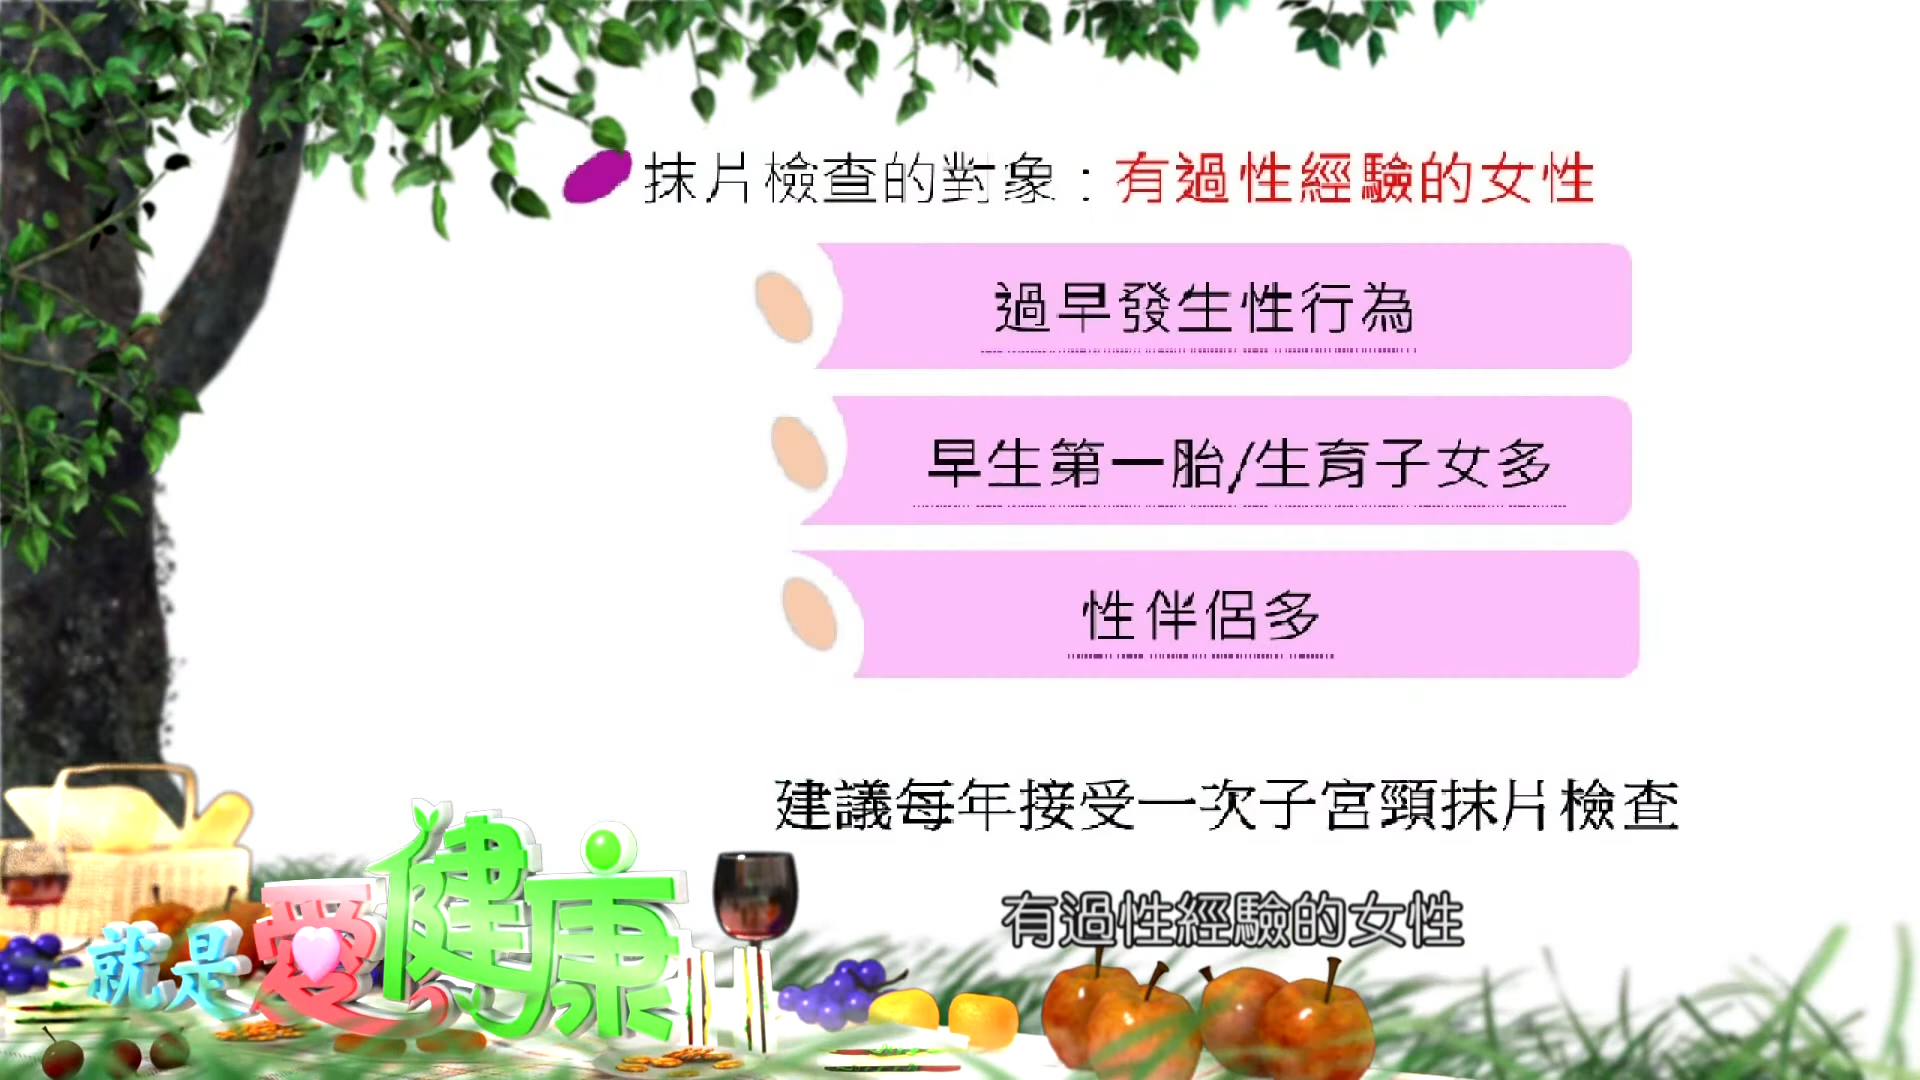 抹片檢查的對象：有過性經驗的女性
過早發生性行為
早生第一胎/生育子女多
性伴侶多
建議每年接受一次子宮頸抹片檢查
有過性經驗的女性
就是愛健康